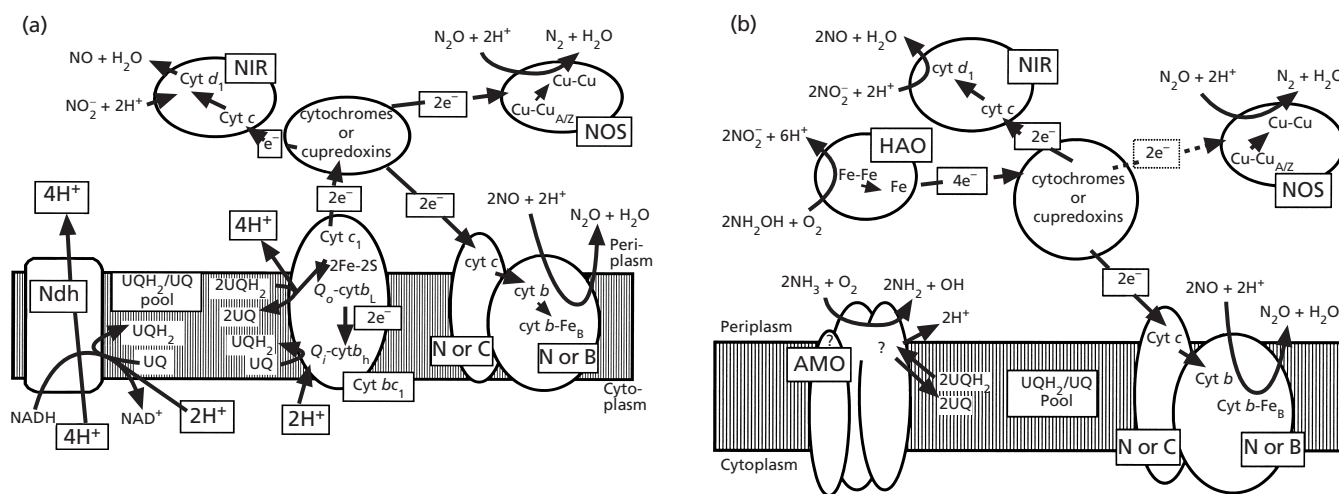 (a)
NO + H₂O
NIR
Cyt d₁
NO₂⁻ + 2H⁺
Cyt c
e⁻
cytochromes
or
cupredoxins
2e⁻
N₂O + 2H⁺
N₂ + H₂O
Cu-Cu
Cu-Cu_A/Z
NOS
4H⁺
2e⁻
4H⁺
2e⁻
2NO + 2H⁺
N₂O + H₂O
Peri-
plasm
Cyt c₁
2Fe-2S
cyt c
Ndh
UQH₂/UQ
pool
2UQH₂
Qₒ-cytb_L
cyt b
2UQ
2e⁻
cyt b-Fe_B
UQH₂
UQH₂
UQ
UQ
Qᵢ-cytb_h
N or C
N or B
Cyt bc₁
Cyto-
plasm
NADH
4H⁺
NAD⁺
2H⁺
2H⁺
(b)
2NO + H₂O
NIR
cyt d₁
2NO₂⁻ + 2H⁺
cyt c
2e⁻
N₂O + 2H⁺
N₂ + H₂O
Cu-Cu
2e⁻
Cu-Cu_A/Z
NOS
2NO₂⁻ + 6H⁺
HAO
Fe-Fe
Fe
4e⁻
cytochromes
or
cupredoxins
2NH₂OH + O₂
2e⁻
2NH₃ + O₂
2NH₂ + OH
2H⁺
2NO + 2H⁺
N₂O + H₂O
Periplasm
?
?
AMO
Cyt c
Cyt b
2UQH₂
2UQ
UQH₂/UQ
Pool
Cyt b-Fe_B
N or C
N or B
Cytoplasm